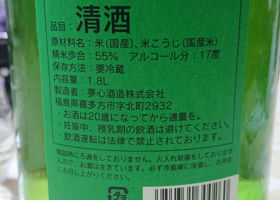 品目：清酒
原材料名：米（国産）、米こうじ（国産米）
精米歩合：55％ アルコール分：17度
保存方法：要冷蔵
内容量：1.8L
製造者：夢心酒造株式会社
福島県喜多方市字北町2932
・お酒は20歳になってから適量を。
・妊娠中、授乳期の飲酒は避けてください。
・飲酒運転は法律で禁止されております。